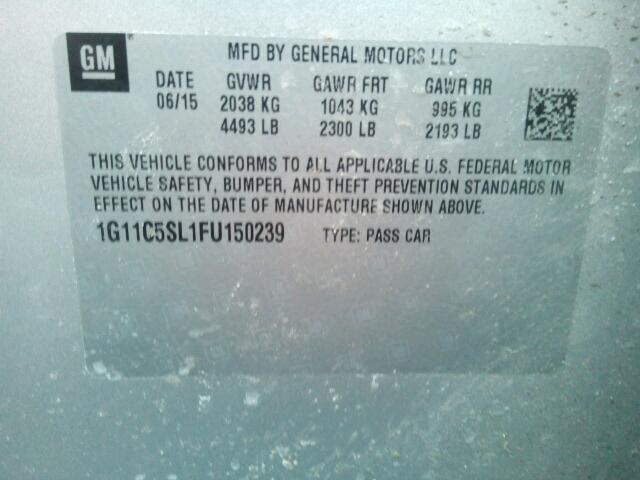 GM
MFD BY GENERAL MOTORS LLC
DATE GVWR GAWR FRT GAWR RR
06/15 2038 KG 1043 KG 995 KG
4493 LB 2300 LB 2193 LB
THIS VEHICLE CONFORMS TO ALL APPLICABLE U.S. FEDERAL MOTOR
VEHICLE SAFETY, BUMPER, AND THEFT PREVENTION STANDARDS IN
EFFECT ON THE DATE OF MANUFACTURE SHOWN ABOVE.
1G11C5SL1FU150239 TYPE: PASS CAR